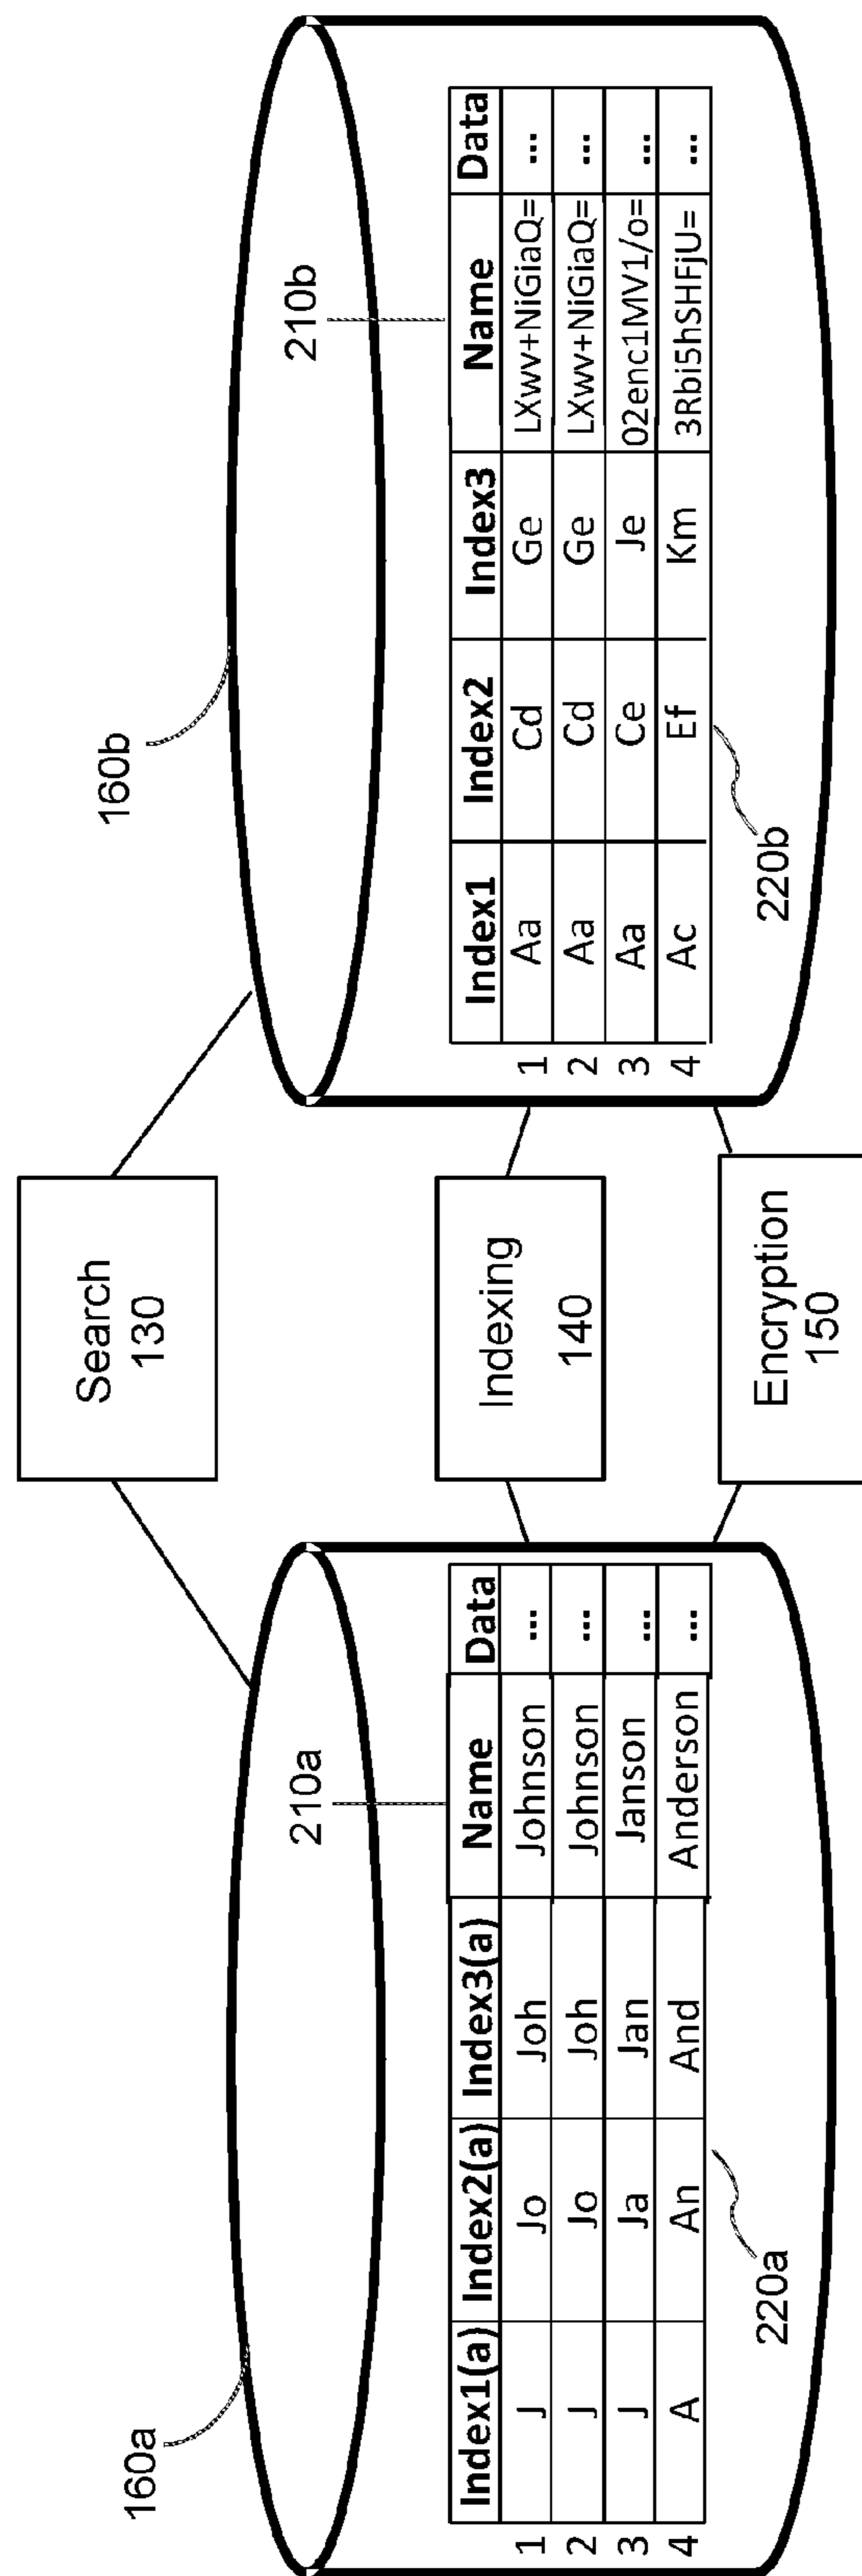 160a
160b
Search
130
210a
210b
Index1(a) Index2(a) Index3(a) Name Data
1 J Jo Joh Johnson ...
2 J Jo Joh Johnson ...
3 J Ja Jan Janson ...
4 A An And Anderson ...
220a
Indexing
140
Encryption
150
Index1 Index2 Index3 Name Data
1 Aa Cd Ge LXwv+NiGiaQ= ...
2 Aa Cd Ge LXwv+NiGiaQ= ...
3 Aa Ce Je 02enc1MV1/o= ...
4 Ac Ef Km 3Rbi5hSHFjU= ...
220b